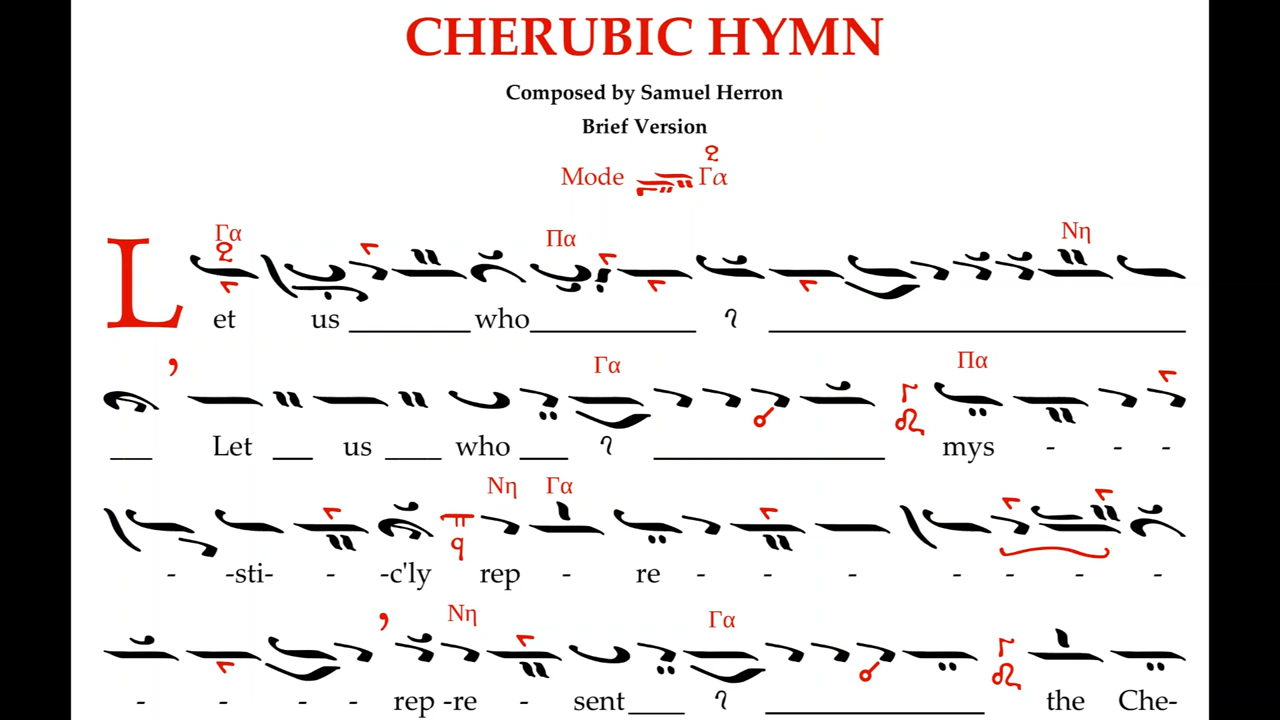 CHERUBIC HYMN
Composed by Samuel Herron
Brief Version
Mode Γα
Γα Πα Νη
Let us who
Γα Πα
Let us who mys - - -
Νη Γα
- -sti- - -c'ly rep - re - - - - - - -
Νη Γα
- - - - rep -re - sent the Che-